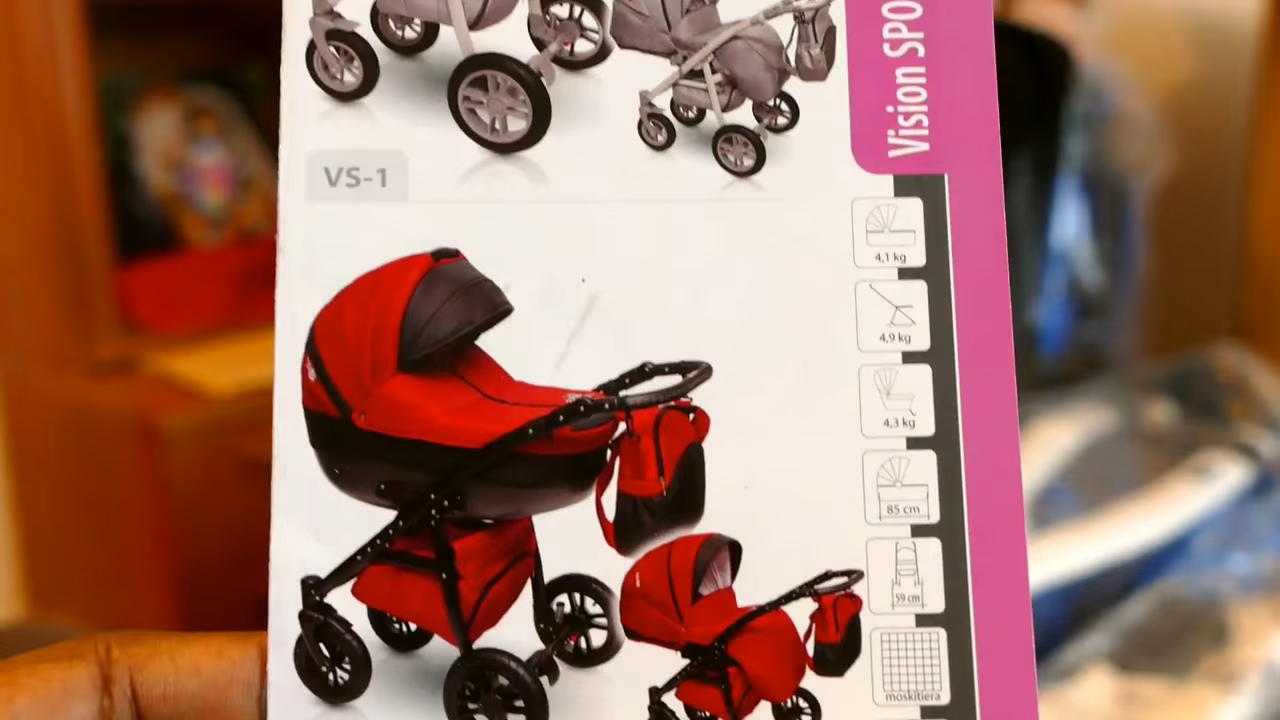 Vision SPO
VS-1
4,1 kg
4,9 kg
4,3 kg
85 cm
59 cm
moskitiera